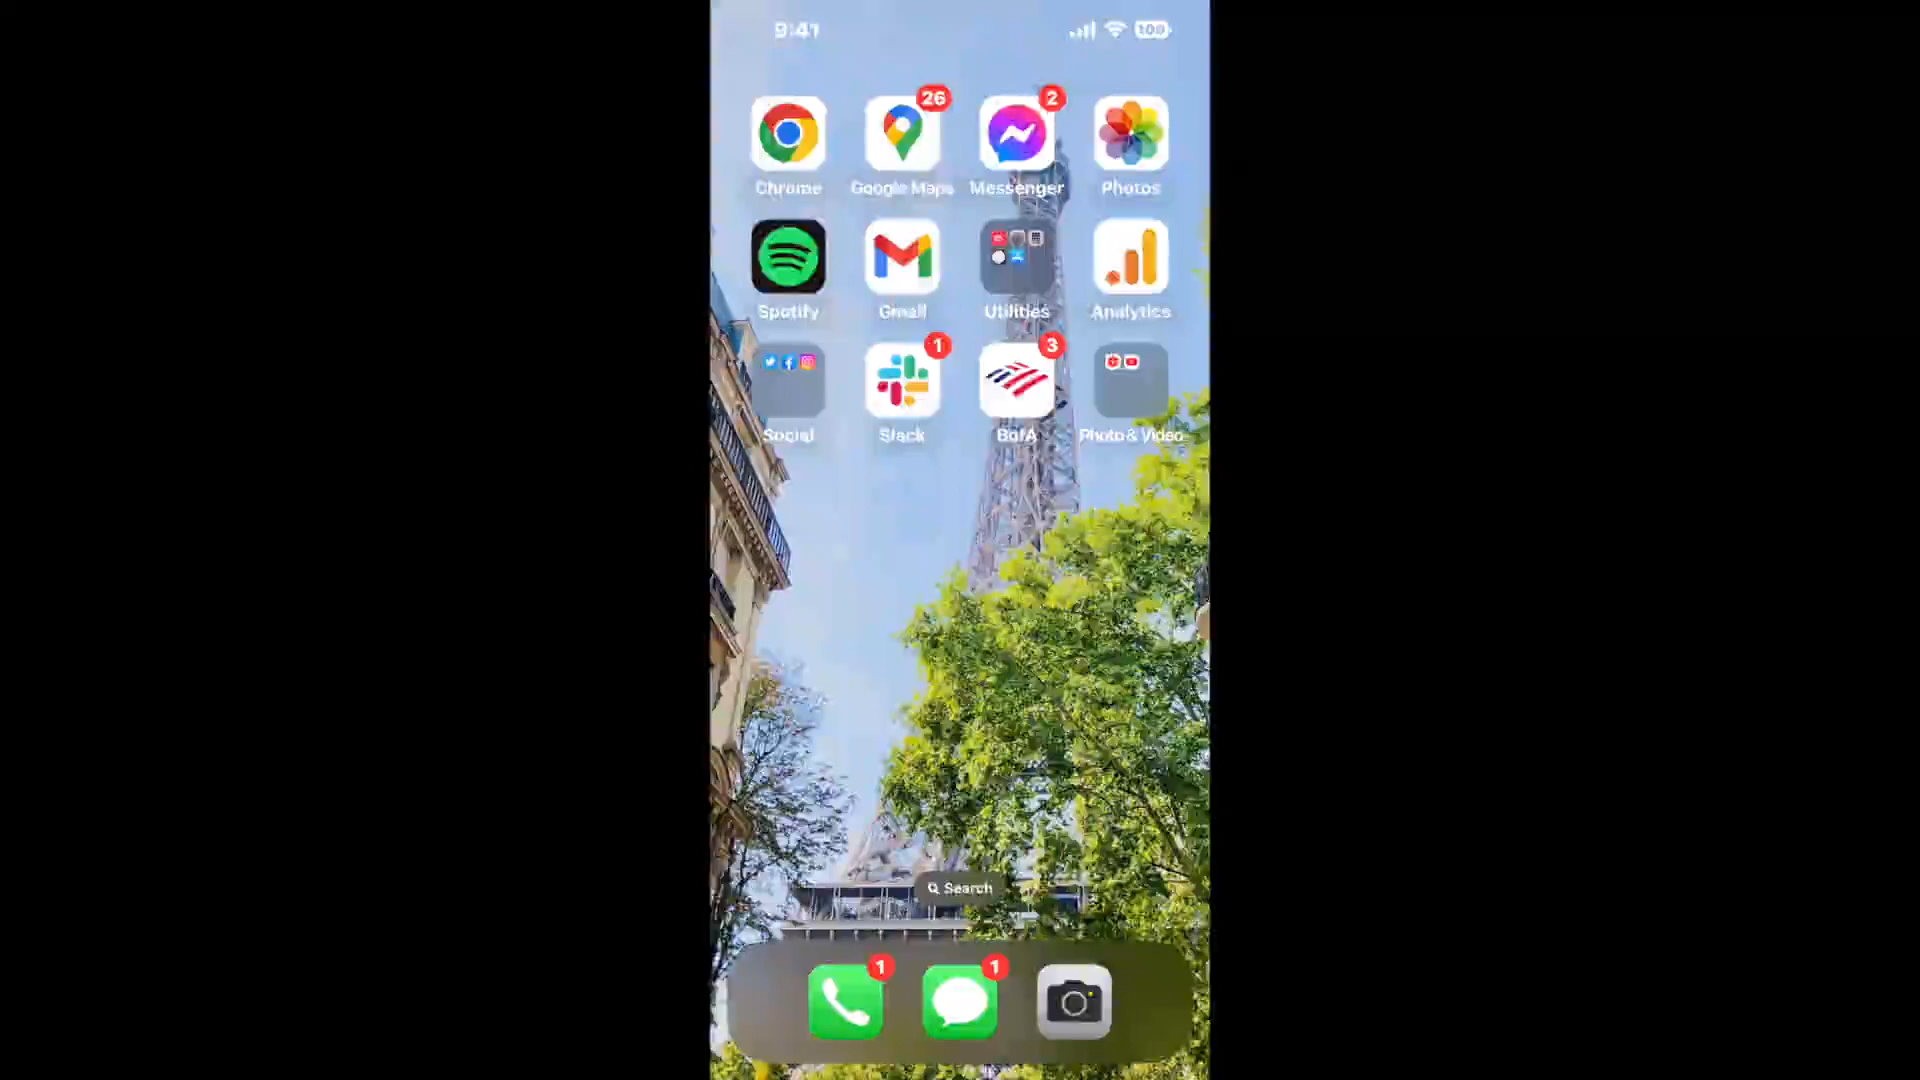 9:41
100
26
2
Chrome
Google Maps
Messenger
Photos
Spotify
Gmail
Utilities
Analytics
1
3
Social
Slack
BofA
Photo & Video
Search
1
1